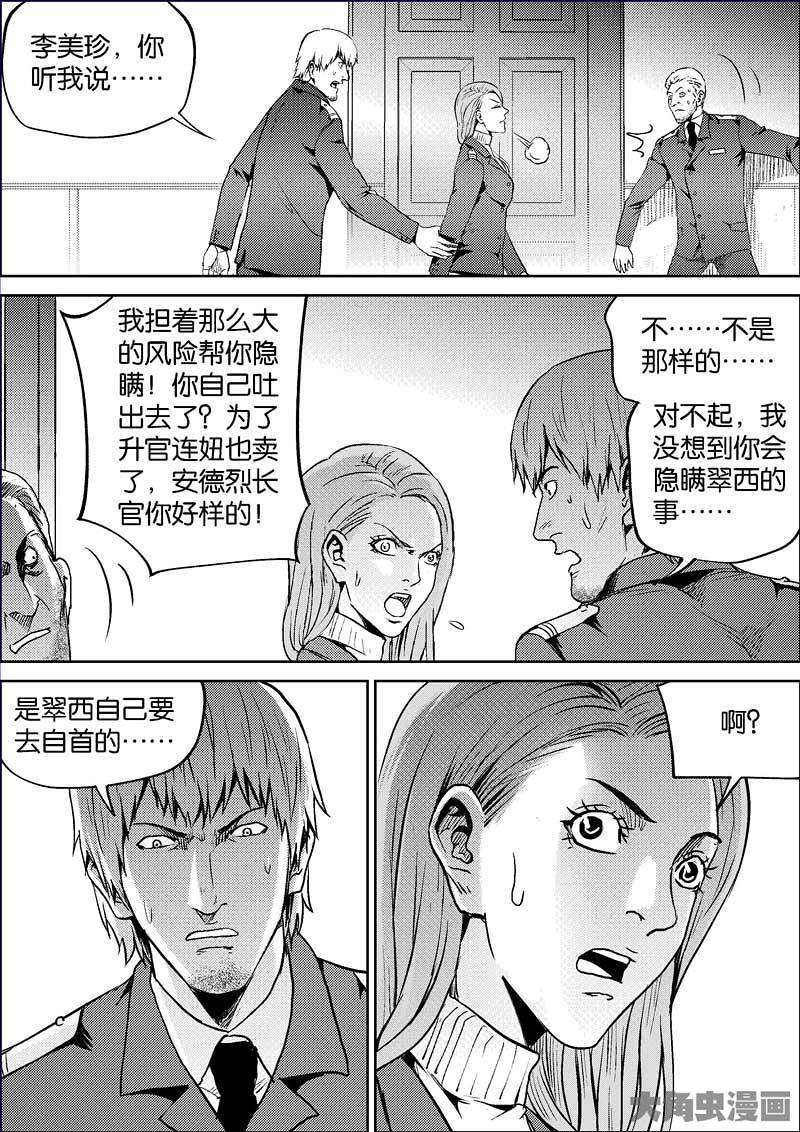 李美珍，你
听我说……
我担着那么大
的风险帮你隐
瞒！你自己吐
出去了？为了
升官连妞也卖
了，安德烈长
官你好样的！
不……不是
那样的……
对不起，我
没想到你会
隐瞒翠西的
事……
是翠西自己要
去自首的……
啊？
大角虫漫画